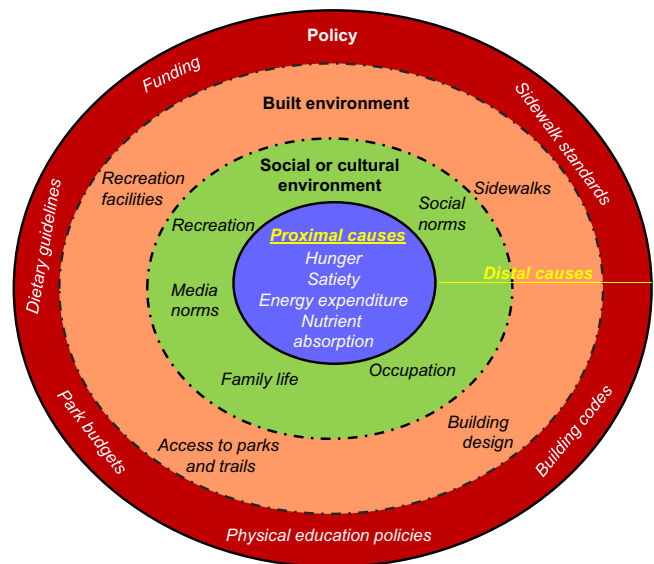 Policy
Funding
Sidewalk standards
Dietary guidelines
Park budgets
Building codes
Physical education policies
Built environment
Recreation
facilities
Sidewalks
Access to parks
and trails
Building
design
Social or cultural
environment
Recreation
Social
norms
Media
norms
Family life
Occupation
Proximal causes
Hunger
Satiety
Energy expenditure
Nutrient
absorption
Distal causes